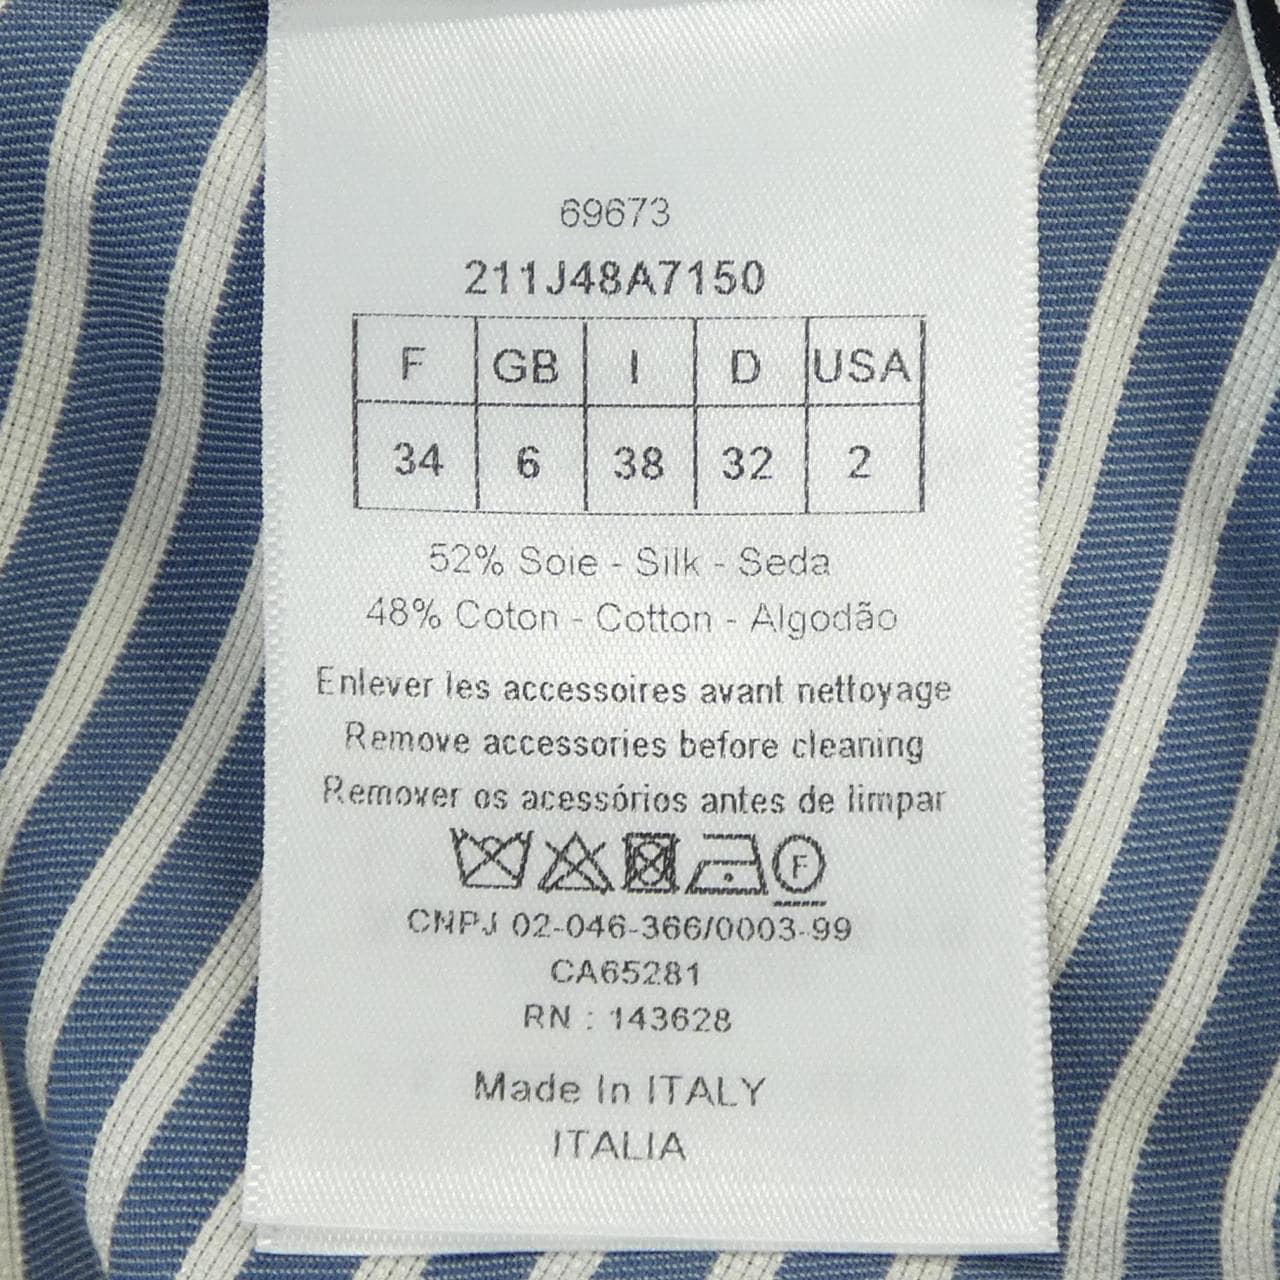 69673
211J48A7150
F GB I D USA
34 6 38 32 2
52% Soie - Silk - Seda
48% Coton - Cotton - Algodão
Enlever les accessoires avant nettoyage
Remove accessories before cleaning
Remover os acessórios antes de limpar
F
CNPJ 02-046-366/0003-99
CA65281
RN : 143628
Made In ITALY
ITALIA